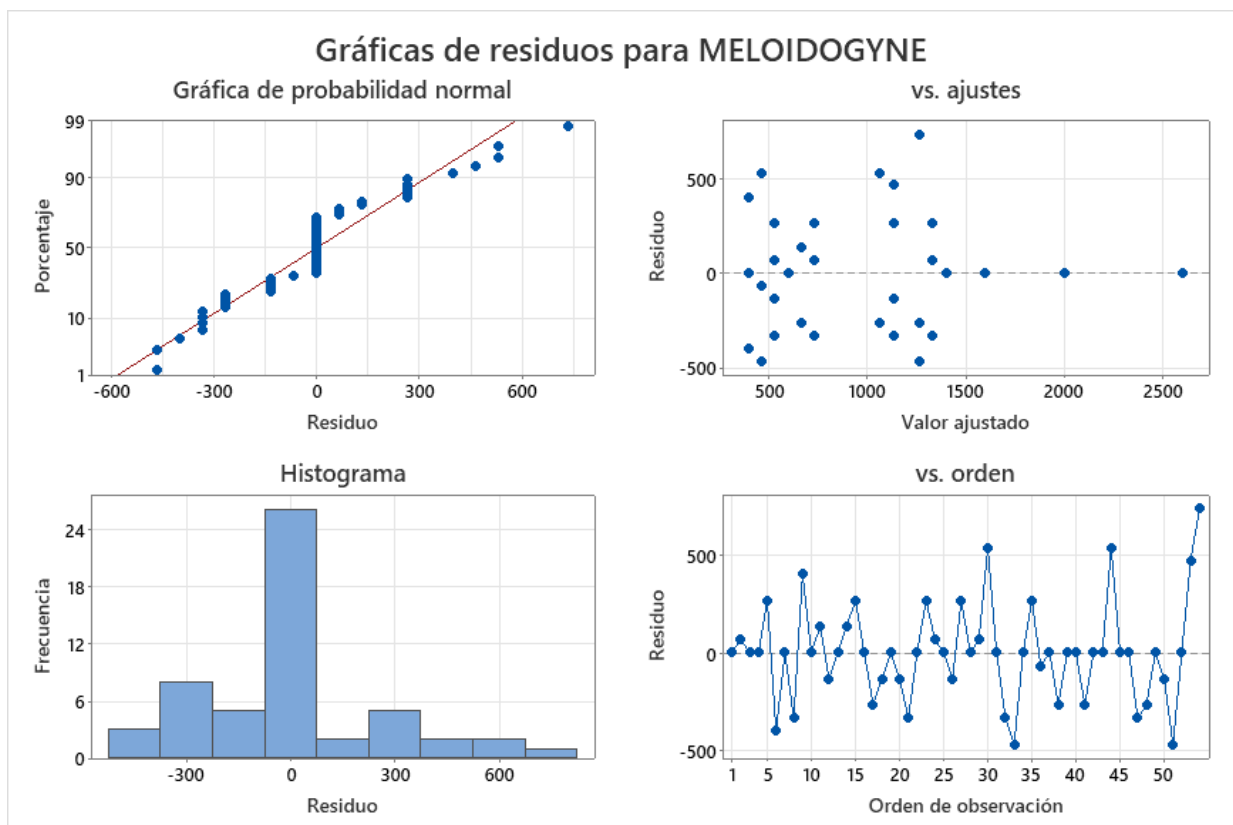 Gráficas de residuos para MELOIDOGYNE
Gráfica de probabilidad normal
99
90
50
10
1
Porcentaje
-600 -300 0 300 600
Residuo
vs. ajustes
500
0
-500
Residuo
500 1000 1500 2000 2500
Valor ajustado
Histograma
24
18
12
6
0
Frecuencia
-300 0 300 600
Residuo
vs. orden
500
0
-500
Residuo
1 5 10 15 20 25 30 35 40 45 50
Orden de observación